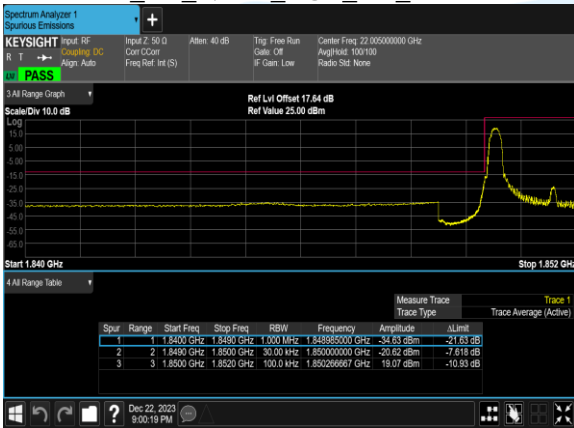 Spectrum Analyzer 1
Spurious Emissions
+
KEYSIGHT Input: RF Input Z: 50 Ω Atten: 40 dB Trig: Free Run Center Freq: 22.005000000 GHz
R T Coupling: DC Corr CCorr Gate: Off Avg|Hold: 100/100
Align: Auto Freq Ref: Int (S) IF Gain: Low Radio Std: None
LW PASS
3 All Range Graph
Ref Lvl Offset 17.64 dB
Scale/Div 10.0 dB Ref Value 25.00 dBm
Log
15.0
5.00
-5.00
-15.0
-25.0
-35.0
-45.0
-55.0
-65.0
Start 1.840 GHz Stop 1.852 GHz
4 All Range Table
Measure Trace Trace 1
Trace Type Trace Average (Active)
Spur Range Start Freq Stop Freq RBW Frequency Amplitude ΔLimit
1 1 1.8400 GHz 1.8490 GHz 1.000 MHz 1.848985000 GHz -34.63 dBm -21.63 dB
2 2 1.8490 GHz 1.8500 GHz 30.00 kHz 1.850000000 GHz -20.62 dBm -7.618 dB
3 3 1.8500 GHz 1.8520 GHz 100.0 kHz 1.850266667 GHz 19.07 dBm -10.93 dB
? Dec 22, 2023
9:00:19 PM